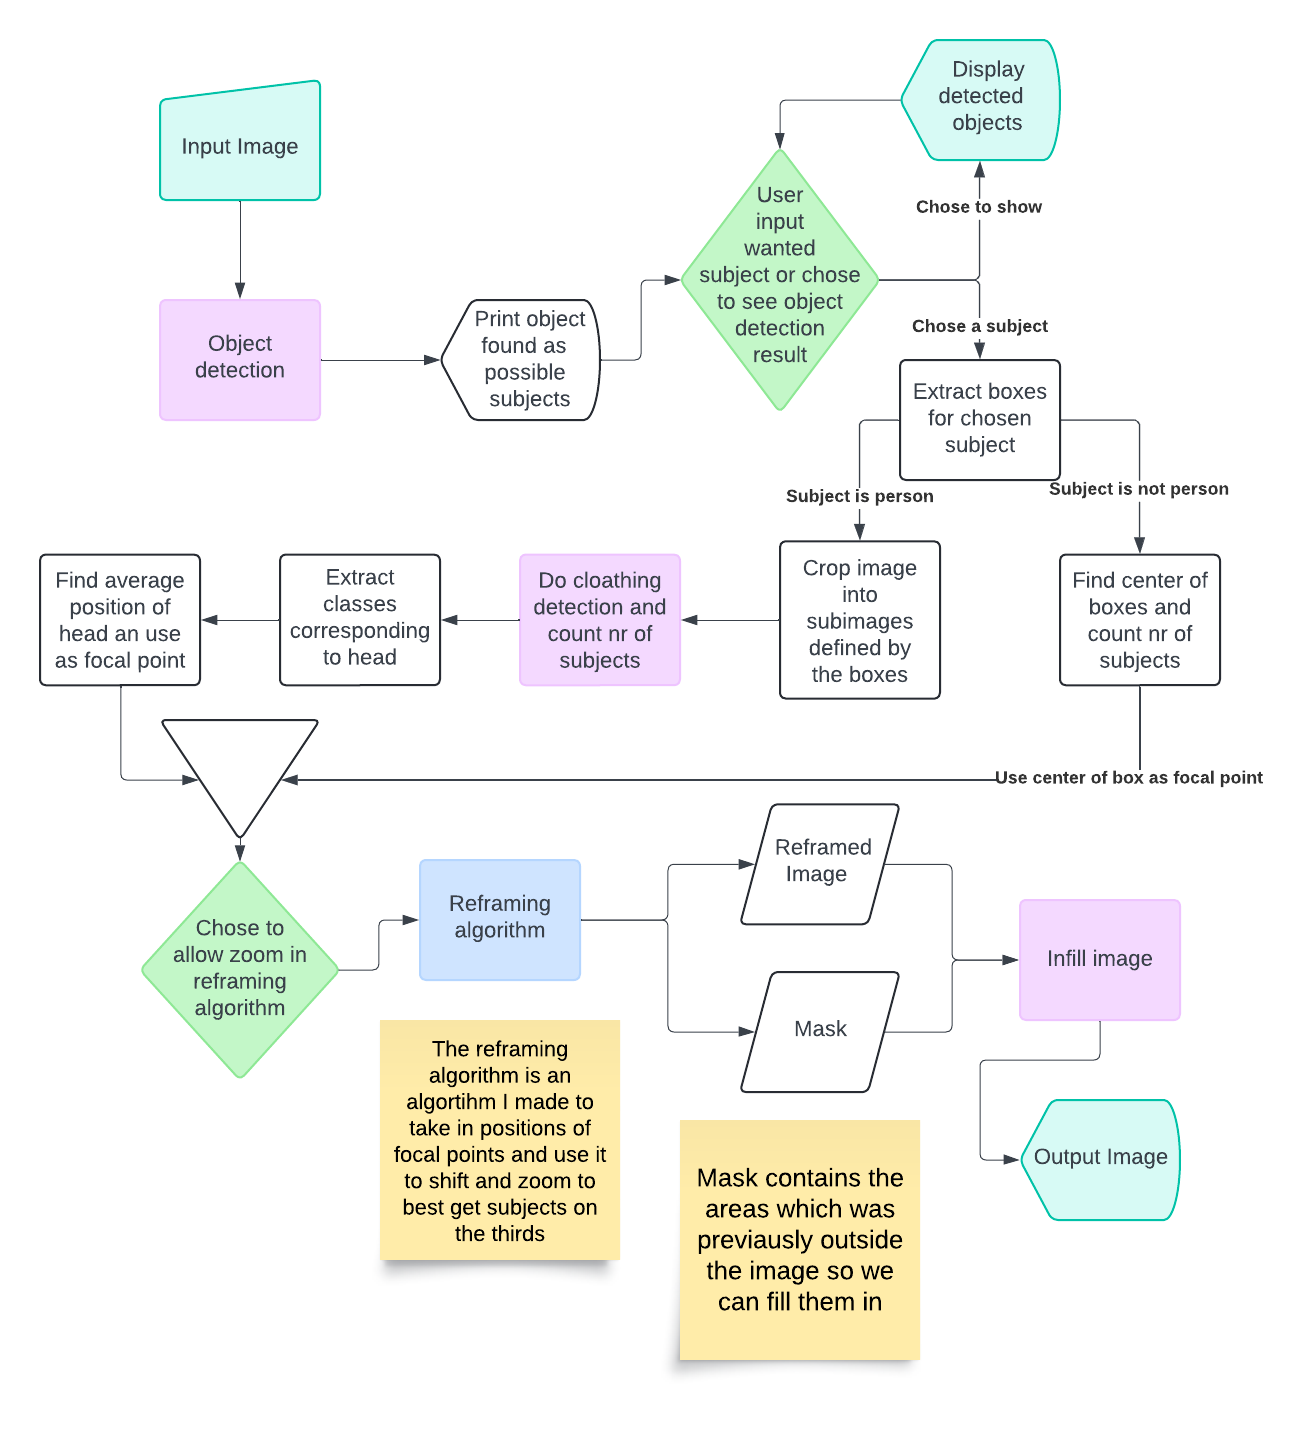 Input Image
Display
detected
objects
User
input
wanted
subject or chose
to see object
detection
result
Chose to show
Object
detection
Print object
found as
possible
subjects
Chose a subject
Extract boxes
for chosen
subject
Subject is person
Subject is not person
Find average
position of
head an use
as focal point
Extract
classes
corresponding
to head
Do cloathing
detection and
count nr of
subjects
Crop image
into
subimages
defined by
the boxes
Find center of
boxes and
count nr of
subjects
Use center of box as focal point
Chose to
allow zoom in
reframing
algorithm
Reframing
algorithm
Reframed
Image
Mask
Infill image
The reframing
algorithm is an
algortihm I made to
take in positions of
focal points and use it
to shift and zoom to
best get subjects on
the thirds
Mask contains the
areas which was
previausly outside
the image so we
can fill them in
Output Image